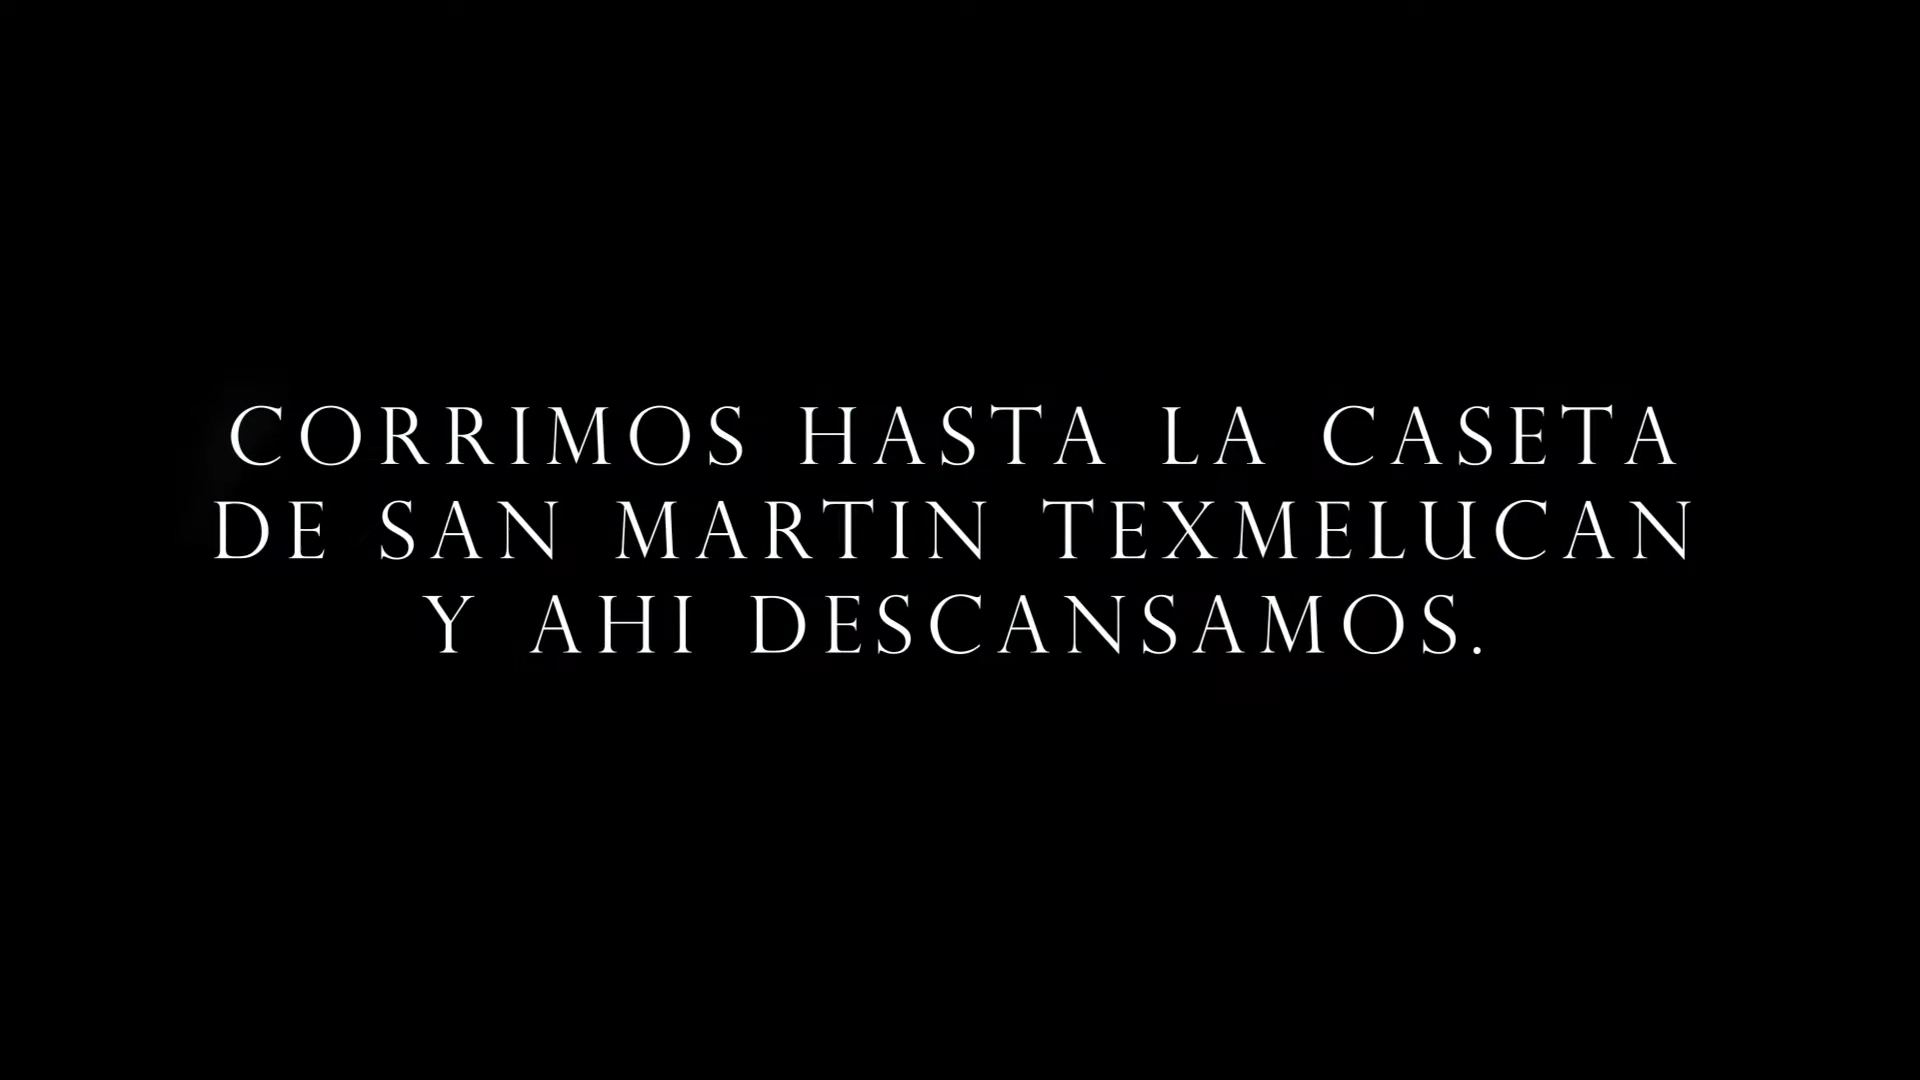 CORRIMOS HASTA LA CASETA
DE SAN MARTIN TEXMELUCAN
Y AHI DESCANSAMOS.